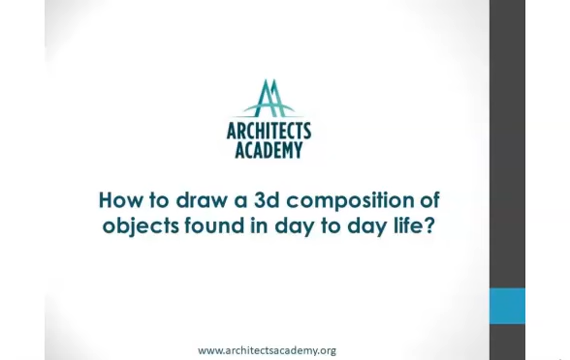 ARCHITECTS
ACADEMY
How to draw a 3d composition of
objects found in day to day life?
www.architectsacademy.org